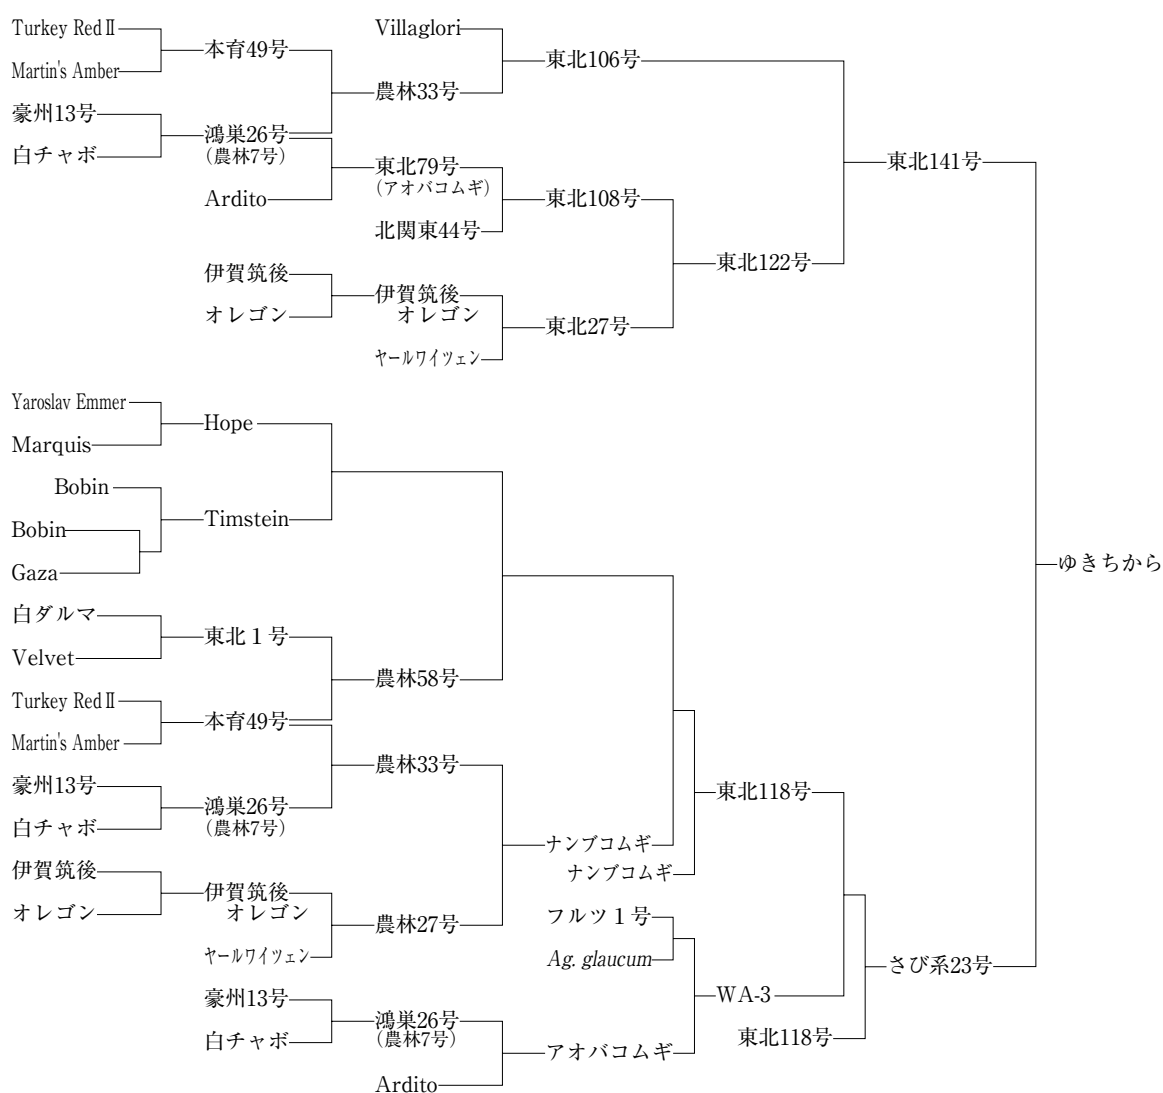 Turkey Red Ⅱ
Martin's Amber
本育49号
豪州13号
白チャボ
鴻巣26号
（農林7号）
Ardito
Villaglori
農林33号
東北106号
東北79号
（アオバコムギ）
北関東44号
東北108号
伊賀筑後
オレゴン
伊賀筑後
オレゴン
ヤールワイツェン
東北27号
東北122号
東北141号
Yaroslav Emmer
Marquis
Hope
Bobin
Bobin
Gaza
Timstein
白ダルマ
Velvet
東北１号
農林58号
Turkey Red Ⅱ
Martin's Amber
本育49号
豪州13号
白チャボ
鴻巣26号
（農林7号）
農林33号
伊賀筑後
オレゴン
伊賀筑後
オレゴン
ヤールワイツェン
農林27号
ナンブコムギ
ナンブコムギ
東北118号
フルツ１号
Ag. glaucum
豪州13号
白チャボ
鴻巣26号
（農林7号）
Ardito
アオバコムギ
WA-3
東北118号
さび系23号
ゆきちから